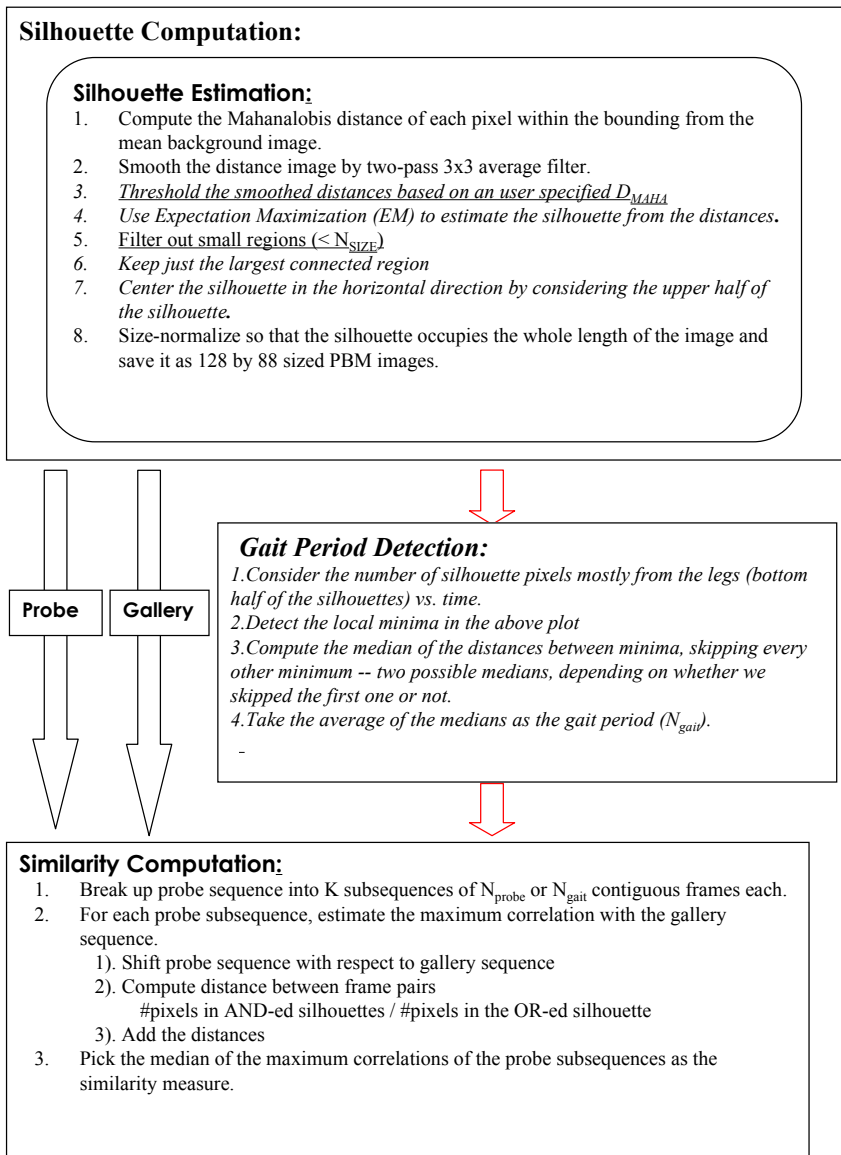 Silhouette Computation:
Silhouette Estimation:
1. Compute the Mahanalobis distance of each pixel within the bounding from the
mean background image.
2. Smooth the distance image by two-pass 3x3 average filter.
3. Threshold the smoothed distances based on an user specified D_MAHA
4. Use Expectation Maximization (EM) to estimate the silhouette from the distances.
5. Filter out small regions (< N_SIZE)
6. Keep just the largest connected region
7. Center the silhouette in the horizontal direction by considering the upper half of
the silhouette.
8. Size-normalize so that the silhouette occupies the whole length of the image and
save it as 128 by 88 sized PBM images.
Probe
Gallery
Gait Period Detection:
1.Consider the number of silhouette pixels mostly from the legs (bottom
half of the silhouettes) vs. time.
2.Detect the local minima in the above plot
3.Compute the median of the distances between minima, skipping every
other minimum -- two possible medians, depending on whether we
skipped the first one or not.
4.Take the average of the medians as the gait period (N_gait).
Similarity Computation:
1. Break up probe sequence into K subsequences of N_probe or N_gait contiguous frames each.
2. For each probe subsequence, estimate the maximum correlation with the gallery
sequence.
1). Shift probe sequence with respect to gallery sequence
2). Compute distance between frame pairs
#pixels in AND-ed silhouettes / #pixels in the OR-ed silhouette
3). Add the distances
3. Pick the median of the maximum correlations of the probe subsequences as the
similarity measure.